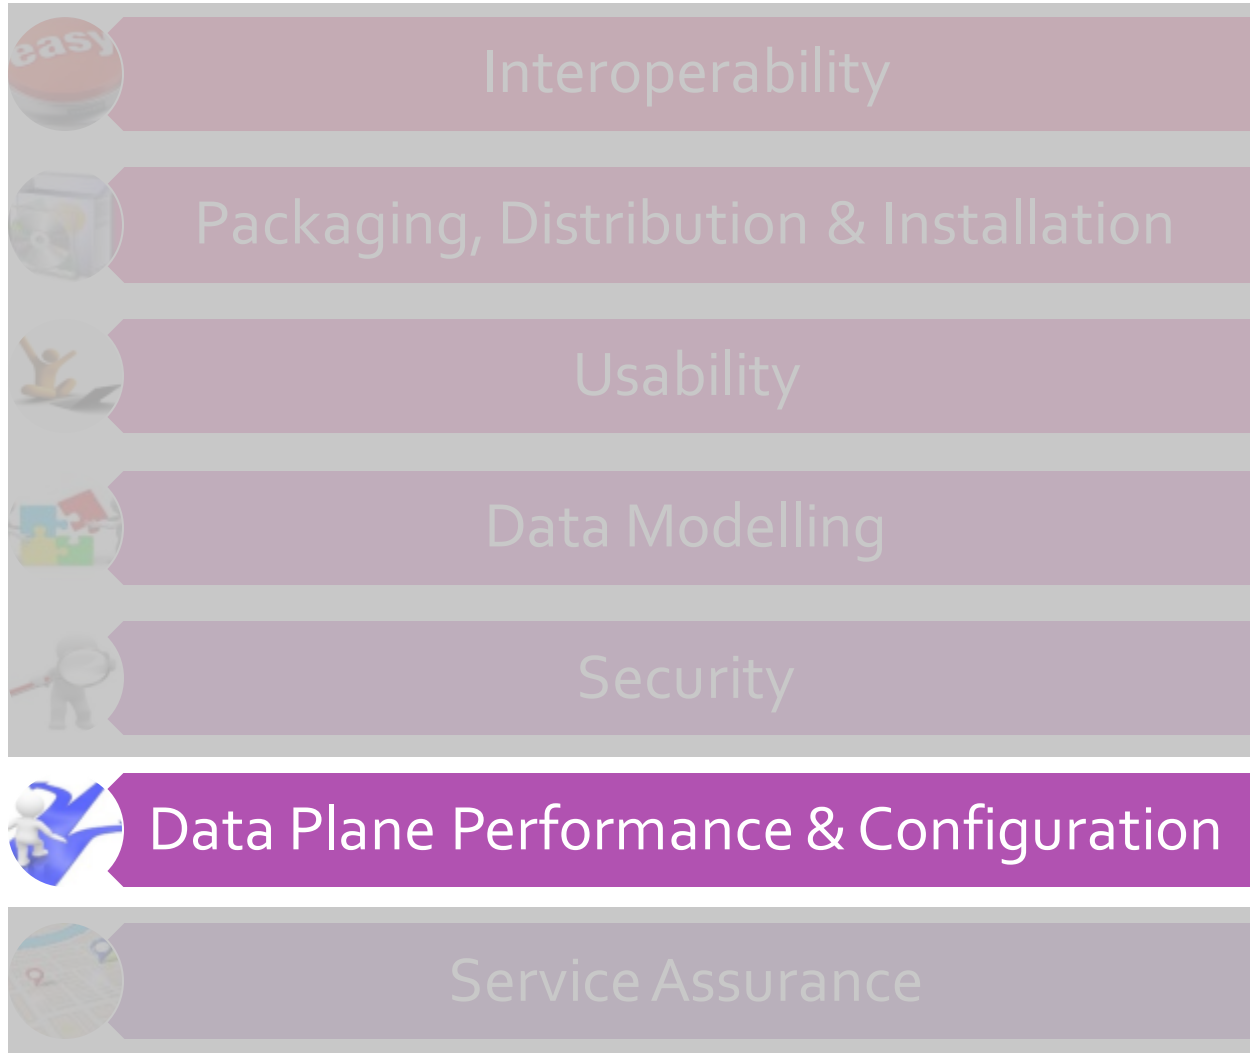 easy
Interoperability
Packaging, Distribution & Installation
Usability
Data Modelling
Security
Data Plane Performance & Configuration
Service Assurance